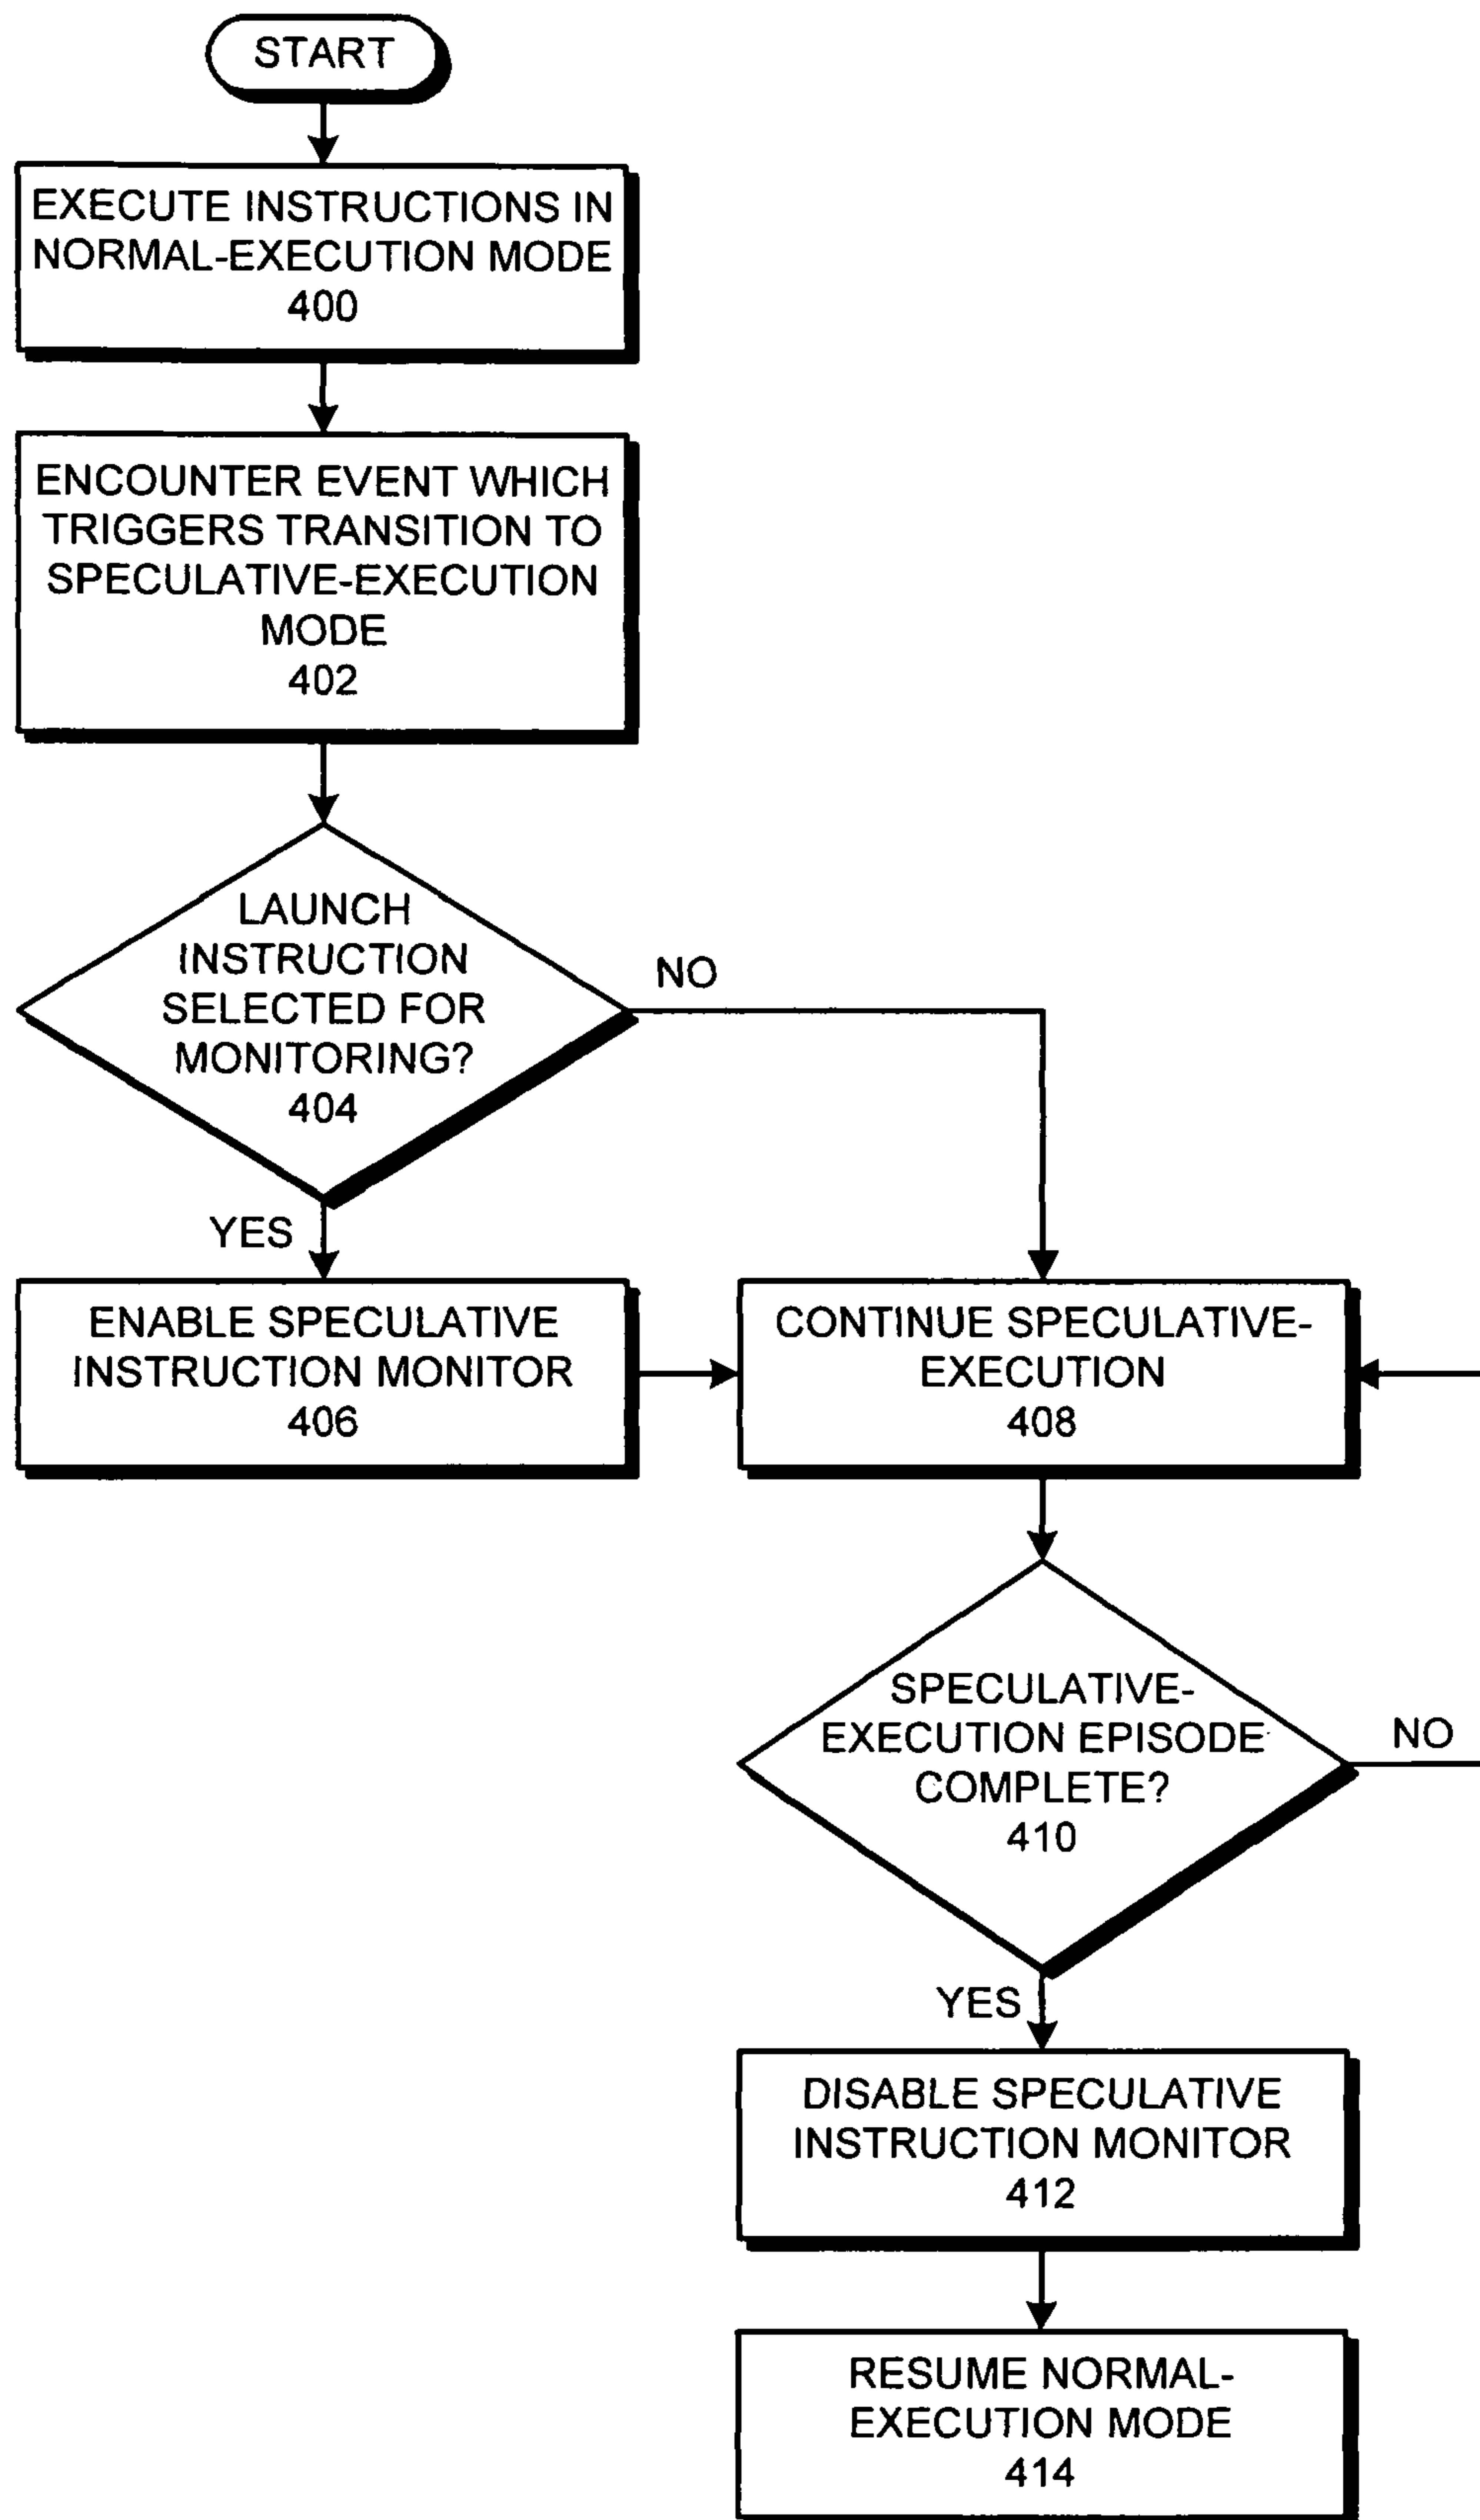 START
EXECUTE INSTRUCTIONS IN
NORMAL-EXECUTION MODE
400
ENCOUNTER EVENT WHICH
TRIGGERS TRANSITION TO
SPECULATIVE-EXECUTION
MODE
402
LAUNCH
INSTRUCTION
SELECTED FOR
MONITORING?
404
NO
YES
ENABLE SPECULATIVE
INSTRUCTION MONITOR
406
CONTINUE SPECULATIVE-
EXECUTION
408
SPECULATIVE-
EXECUTION EPISODE
COMPLETE?
410
NO
YES
DISABLE SPECULATIVE
INSTRUCTION MONITOR
412
RESUME NORMAL-
EXECUTION MODE
414